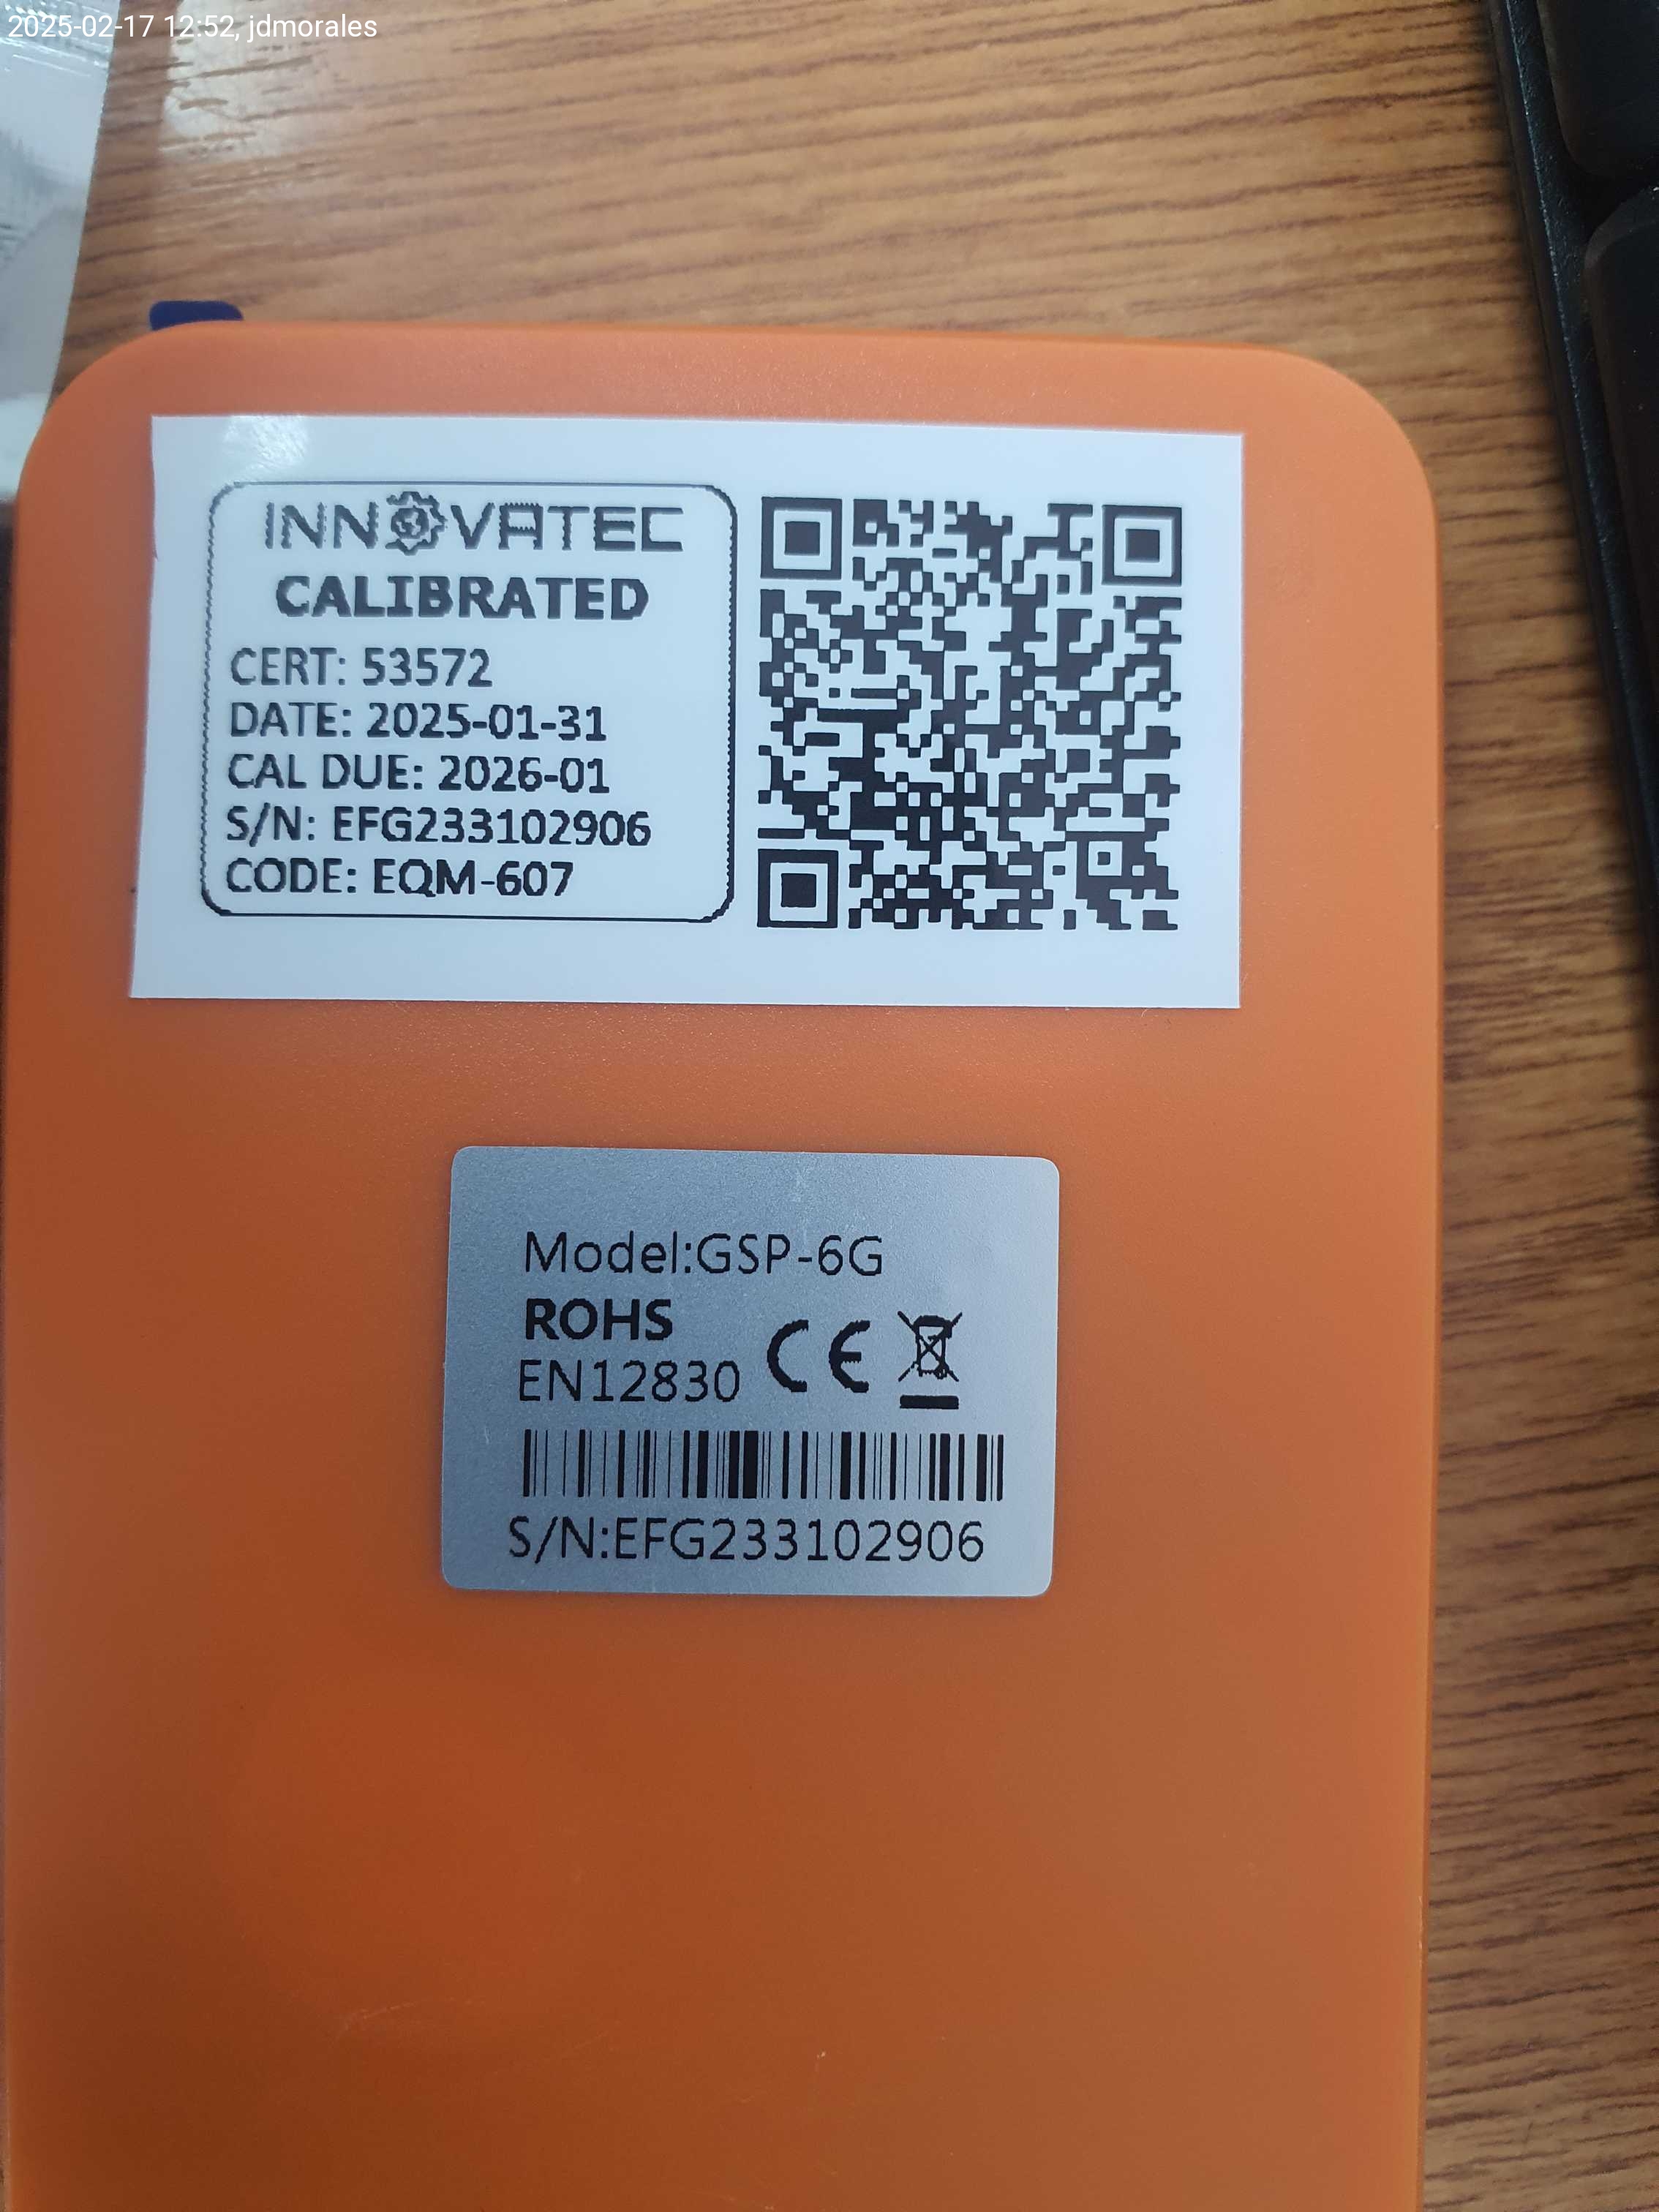 2025-02-17 12:52, jdmorales
INNOVATEC
CALIBRATED
CERT: 53572
DATE: 2025-01-31
CAL DUE: 2026-01
S/N: EFG233102906
CODE: EQM-607
Model:GSP-6G
ROHS
EN12830 CE
S/N:EFG233102906